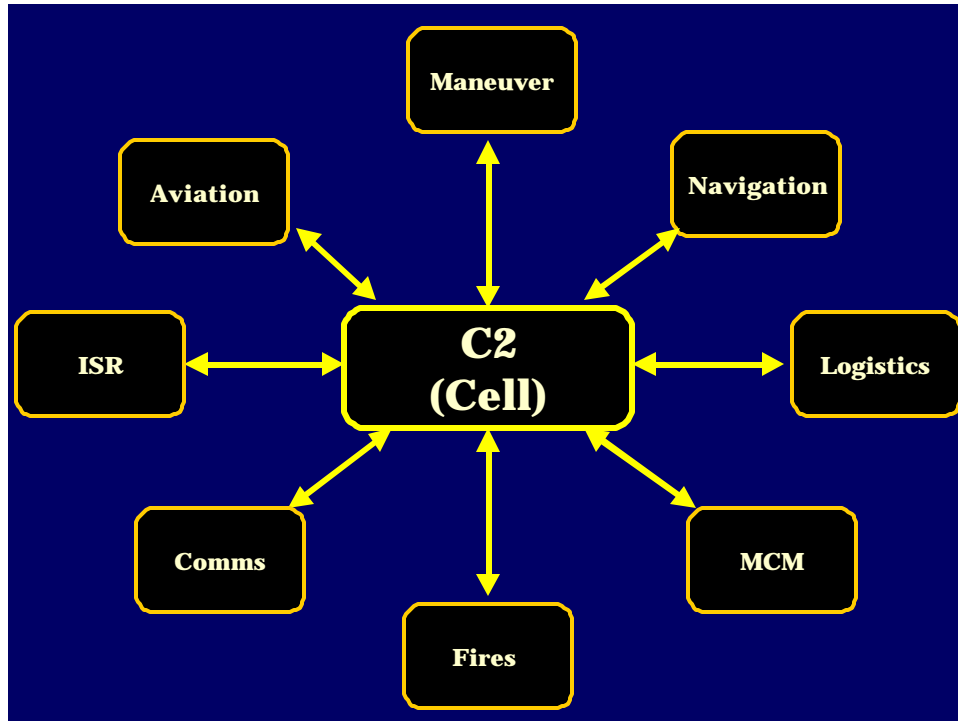 Maneuver
Aviation
Navigation
C2
(Cell)
ISR
Logistics
Comms
MCM
Fires